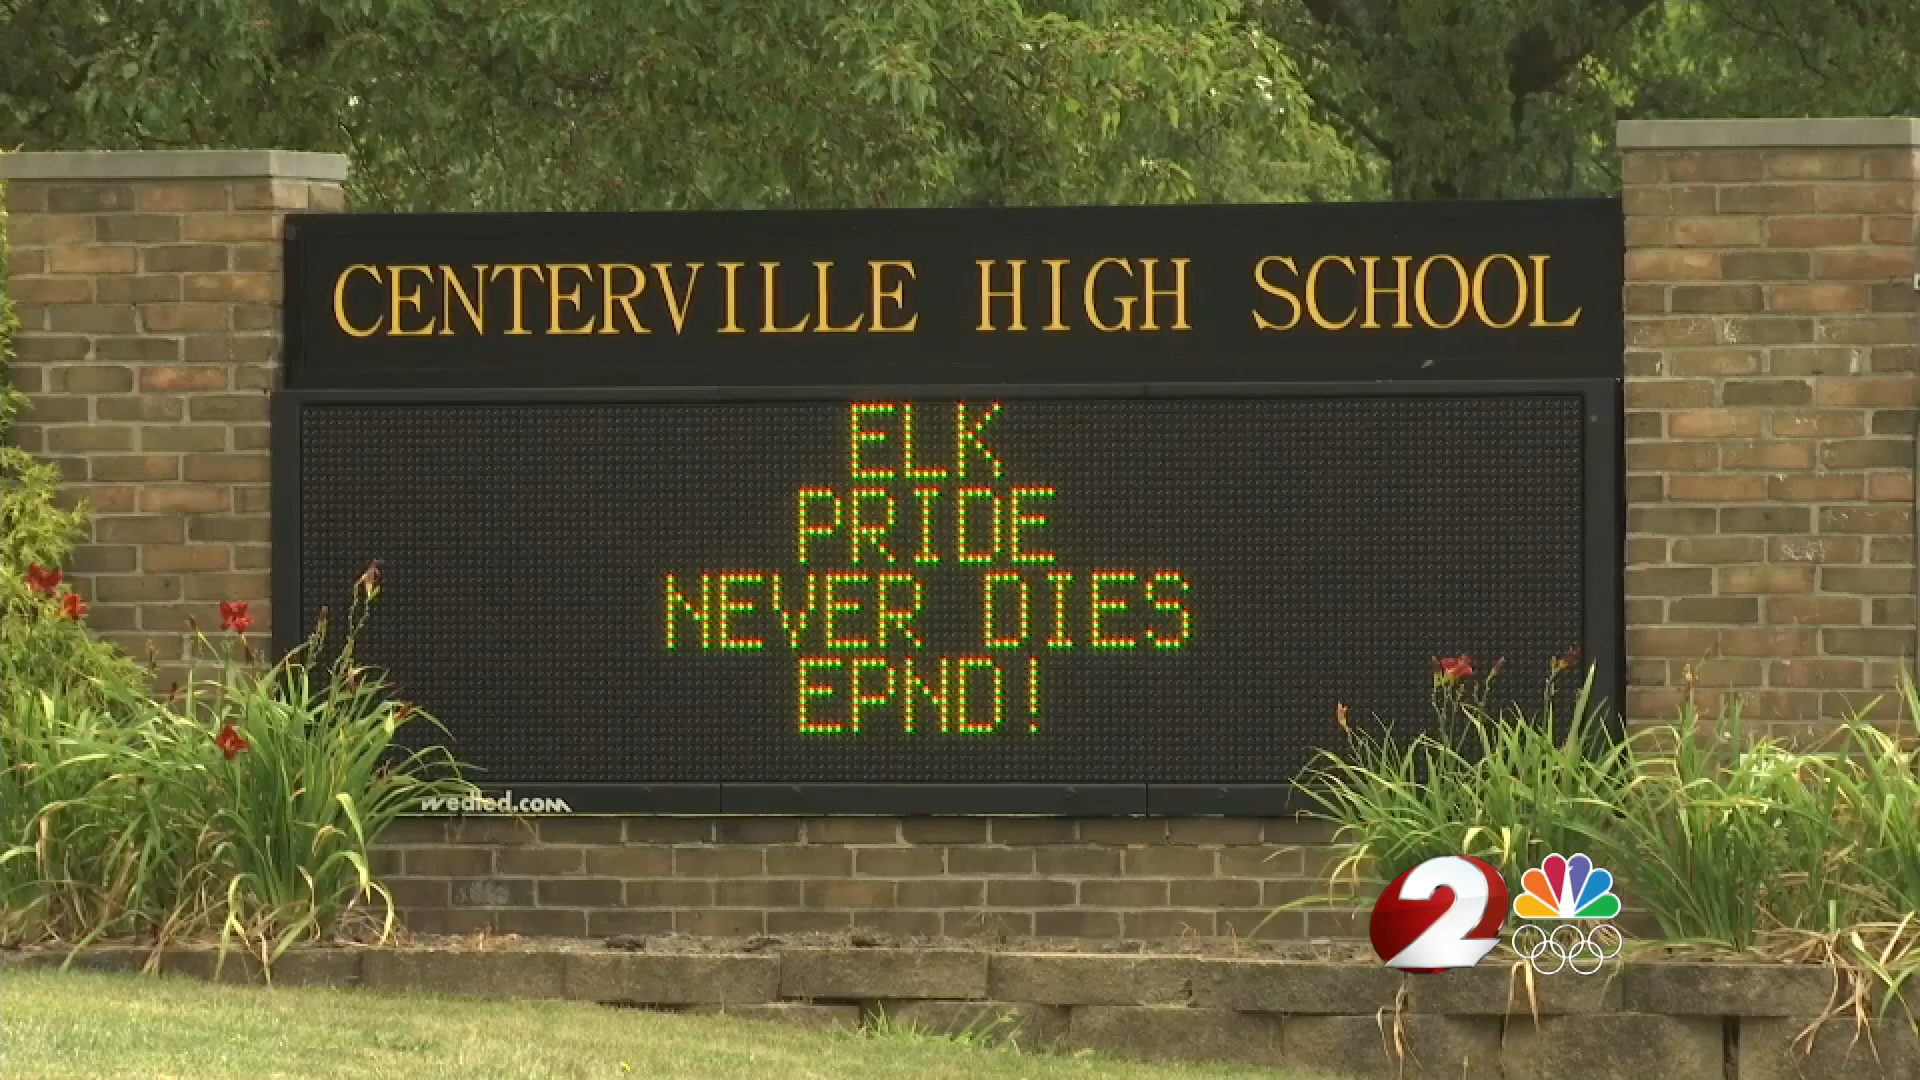 CENTERVILLE HIGH SCHOOL
ELK
PRIDE
NEVER DIES
EPND!
wedled.com
2